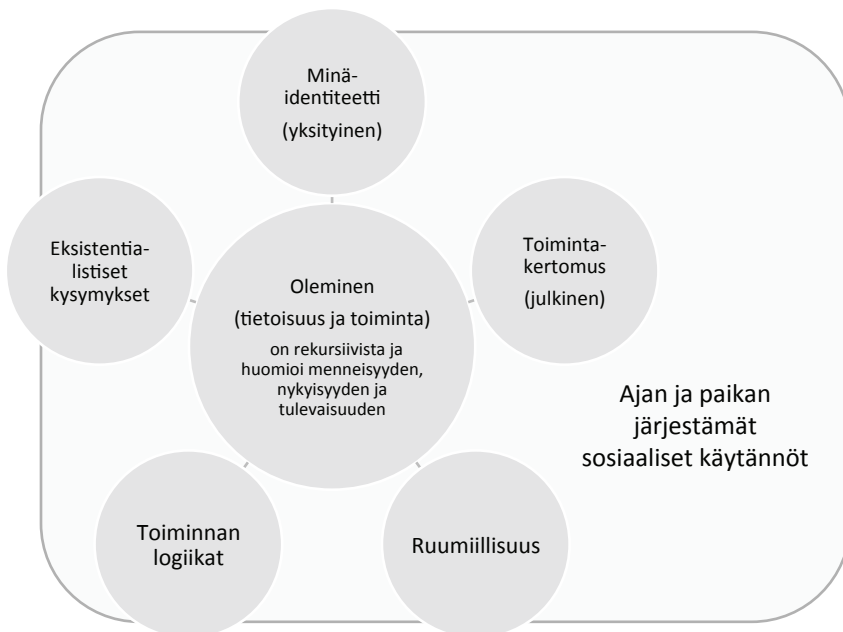 Minä-
identiteetti
(yksityinen)
Eksistentia-
listiset
kysymykset
Toiminta-
kertomus
(julkinen)
Oleminen
(tietoisuus ja toiminta)
on rekursiivista ja
huomioi menneisyyden,
nykyisyyden ja
tulevaisuuden
Ajan ja paikan
järjestämät
sosiaaliset käytännöt
Toiminnan
logiikat
Ruumiillisuus